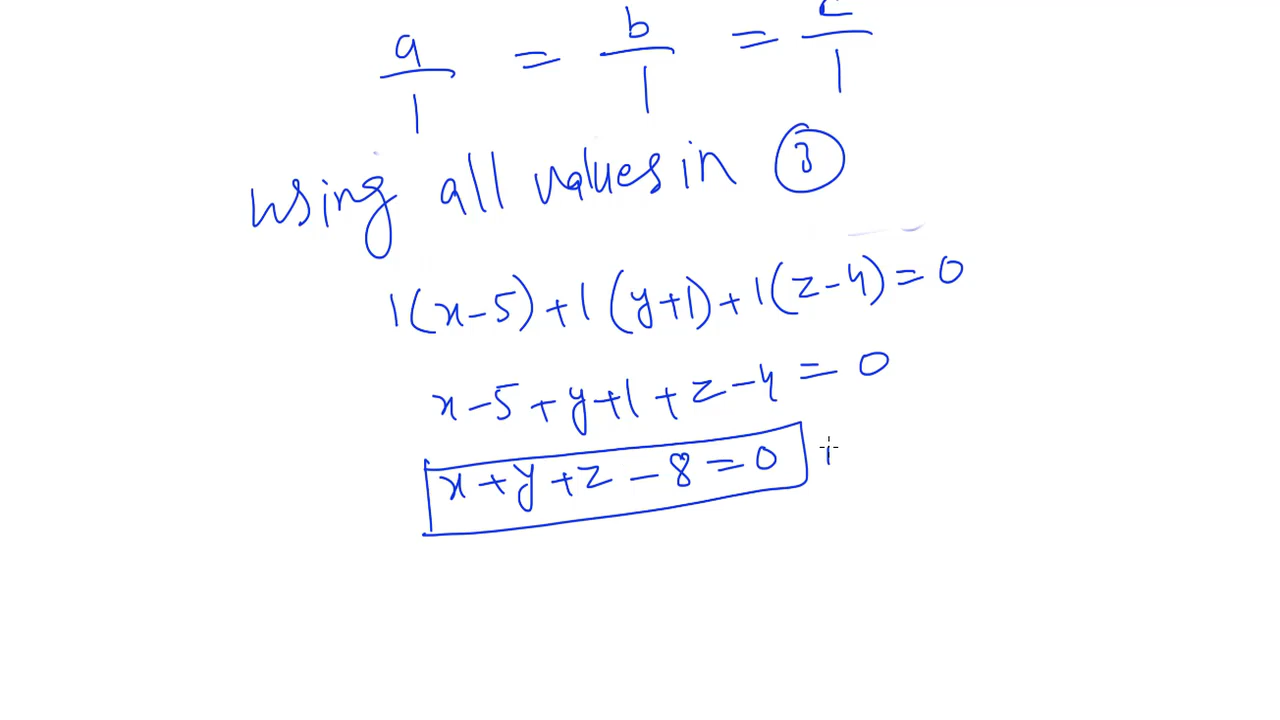 a/1 = b/1 = c/1
using all values in ③
1(x-5)+1(y+1)+1(z-4)=0
x-5+y+1+z-4=0
x+y+z-8=0